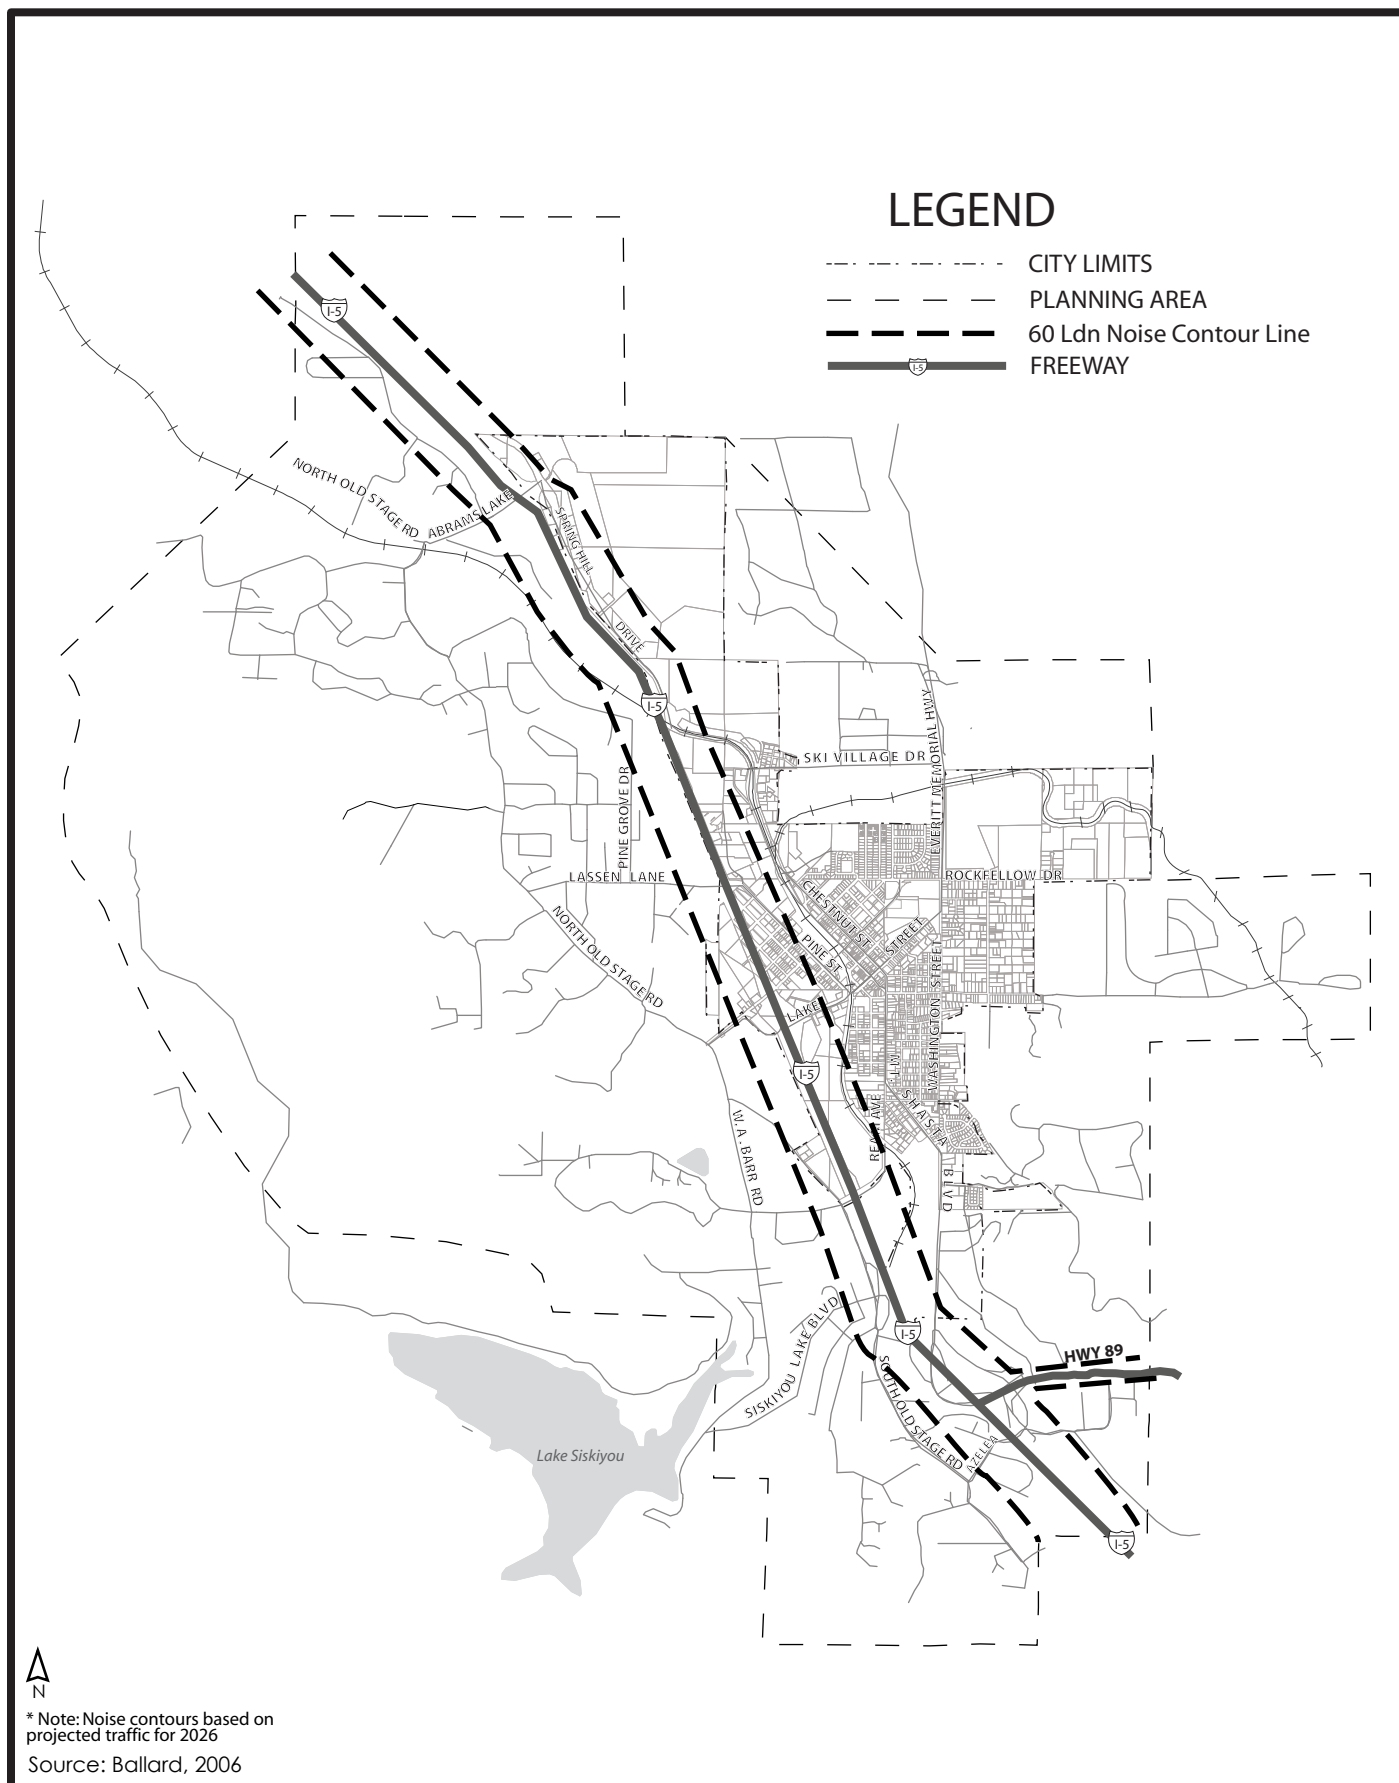 LEGEND
CITY LIMITS
PLANNING AREA
60 Ldn Noise Contour Line
I-5
FREEWAY
I-5
NORTH OLD STAGE RD
ABRAMS LAKE
SPRING HILL
DRIVE
I-5
EVERITT MEMORIAL HWY
SKI VILLAGE DR
PINE GROVE DR
LASSEN LANE
ROCKFELLOW DR
CHESTNUT ST.
STREET
PINE ST.
NORTH OLD STAGE RD
WASHINGTON STREET
LAKE
I-5
MT.
SHASTA
REAM AVE
W. A. BARR RD
BLVD
SISKIYOU LAKE BLVD
I-5
HWY 89
SOUTH OLD STAGE RD
AZELEA
Lake Siskiyou
I-5
N
* Note: Noise contours based on
projected traffic for 2026
Source: Ballard, 2006